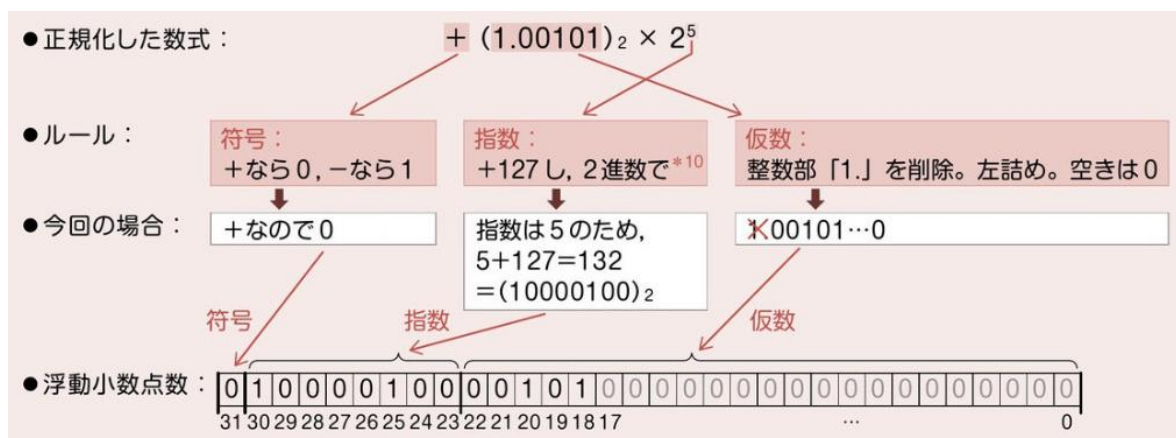 ●正規化した数式： + (1.00101)₂ × 2⁵
●ルール：
符号：
+なら0，−なら1
指数：
+127し，2進数で*10
仮数：
整数部「1.」を削除。左詰め。空きは0
●今回の場合：
+なので0
指数は5のため，
5+127=132
=(10000100)₂
1.00101…0
符号
指数
仮数
●浮動小数点数： 0 1 0 0 0 0 1 0 0 0 0 1 0 1 0 0 0 0 0 0 0 0 0 0 0 0 0 0 0 0 0 0
31 30 29 28 27 26 25 24 23 22 21 20 19 18 17 … 0